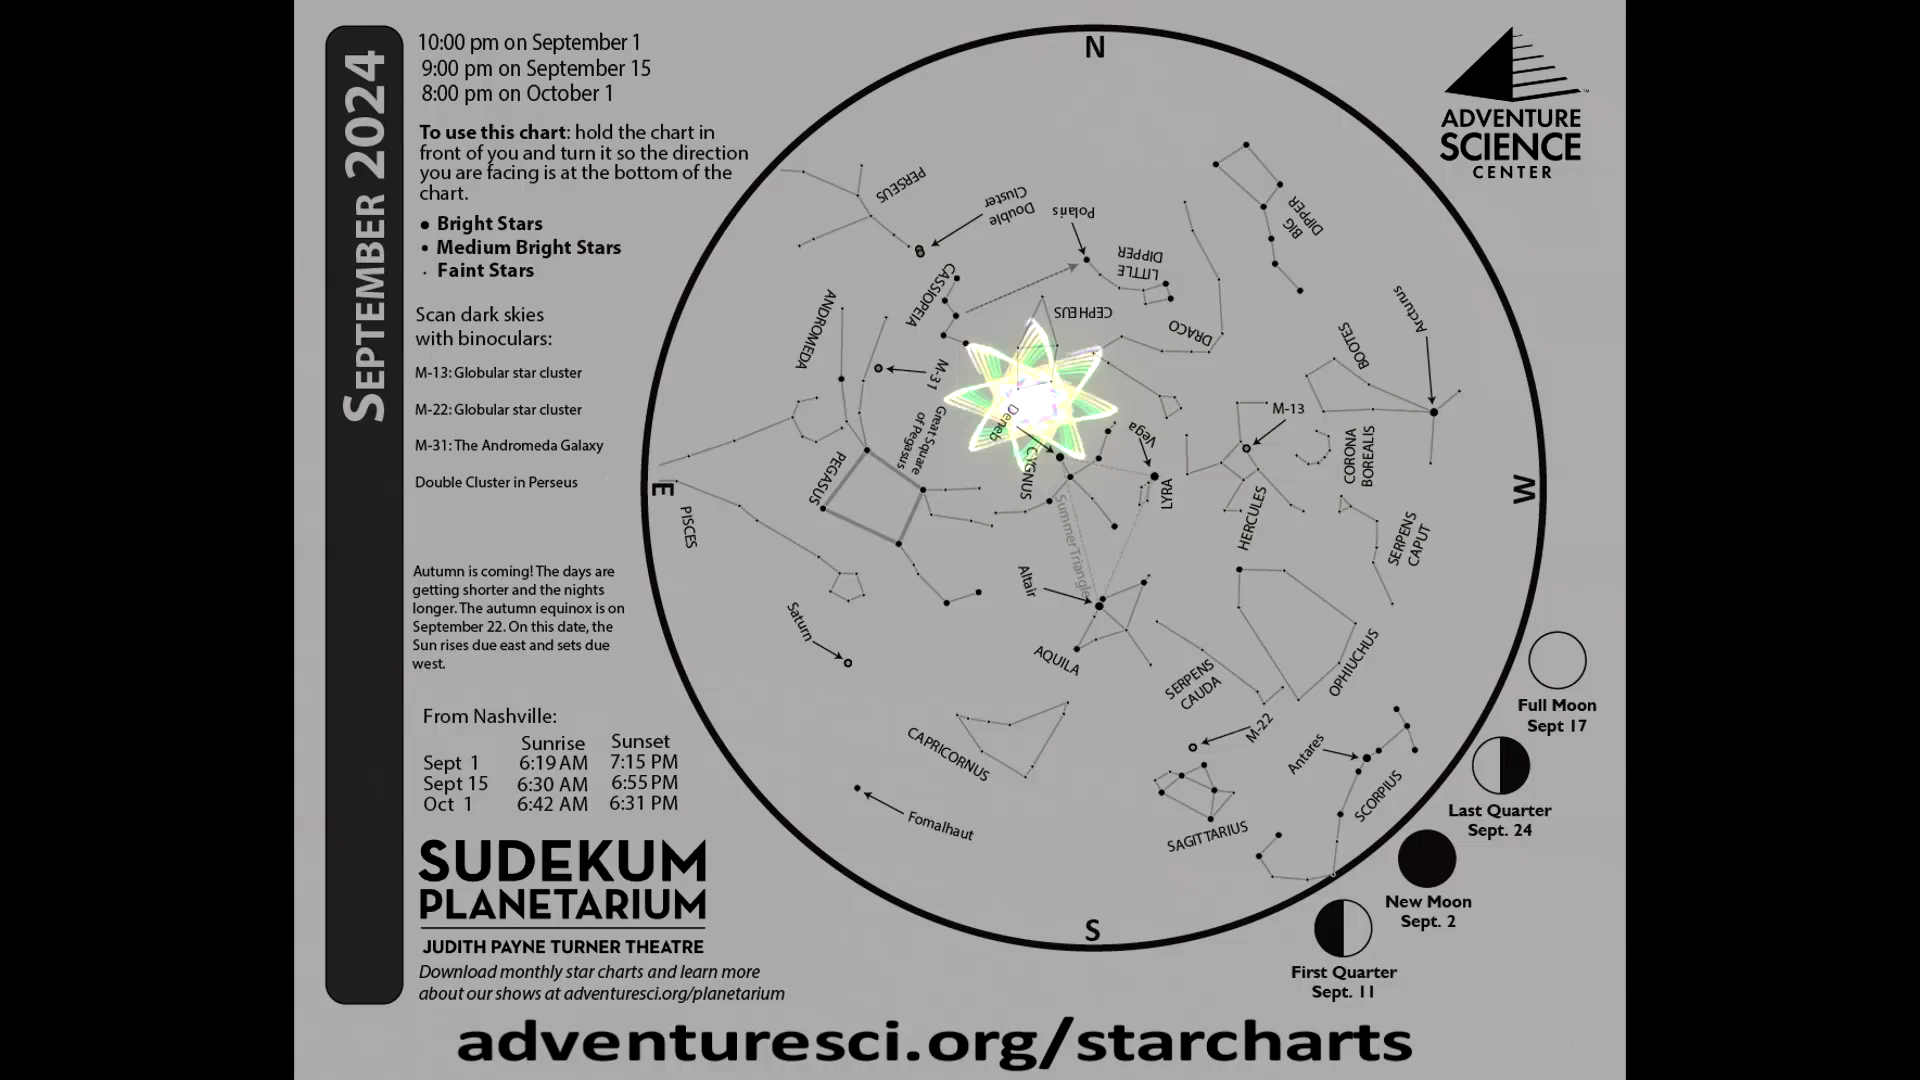 SEPTEMBER 2024
10:00 pm on September 1
9:00 pm on September 15
8:00 pm on October 1
To use this chart: hold the chart in
front of you and turn it so the direction
you are facing is at the bottom of the
chart.
• Bright Stars
• Medium Bright Stars
· Faint Stars
Scan dark skies
with binoculars:
M-13: Globular star cluster
M-22: Globular star cluster
M-31: The Andromeda Galaxy
Double Cluster in Perseus
Autumn is coming! The days are
getting shorter and the nights
longer. The autumn equinox is on
September 22. On this date, the
Sun rises due east and sets due
west.
From Nashville:
Sunrise Sunset
Sept 1 6:19 AM 7:15 PM
Sept 15 6:30 AM 6:55 PM
Oct 1 6:42 AM 6:31 PM
SUDEKUM
PLANETARIUM
JUDITH PAYNE TURNER THEATRE
Download monthly star charts and learn more
about our shows at adventuresci.org/planetarium
N
PERSEUS
Double
Cluster
Polaris
BIG
DIPPER
LITTLE
DIPPER
CASSIOPEIA
CEPHEUS
DRACO
ANDROMEDA
M-31
Arcturus
BOOTES
Great Square
of Pegasus
PEGASUS
Deneb
CYGNUS
Vega
LYRA
M-13
HERCULES
CORONA
BOREALIS
SERPENS
CAPUT
E
W
PISCES
Summer Triangle
Altair
AQUILA
Saturn
SERPENS
CAUDA
OPHIUCHUS
CAPRICORNUS
M-22
Antares
SCORPIUS
SAGITTARIUS
Fomalhaut
S
ADVENTURE
SCIENCE
CENTER
™
Full Moon
Sept 17
Last Quarter
Sept. 24
New Moon
Sept. 2
First Quarter
Sept. 11
adventuresci.org/starcharts